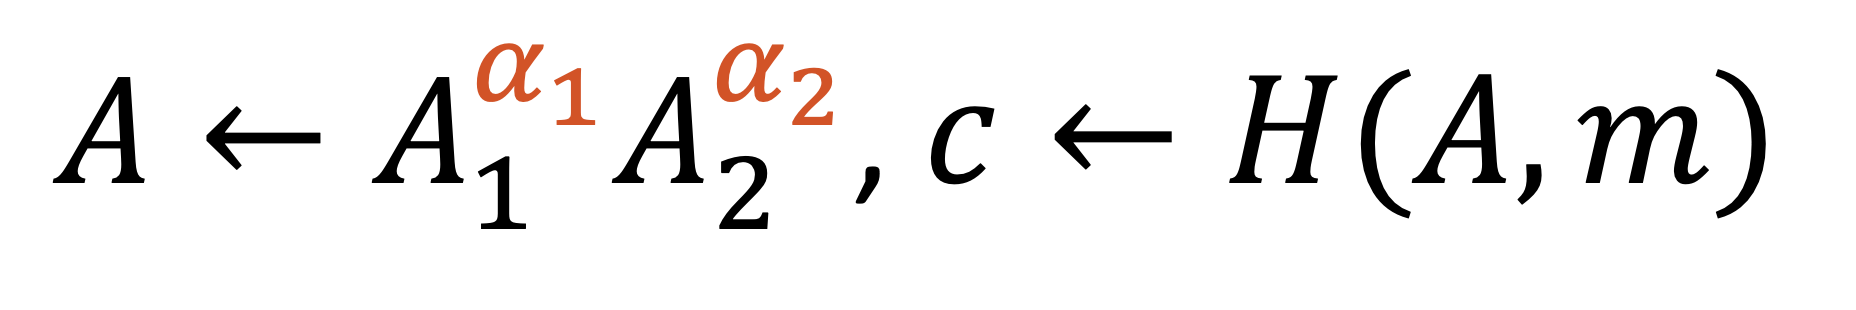 A ← A₁^{α₁} A₂^{α₂}, c ← H(A, m)